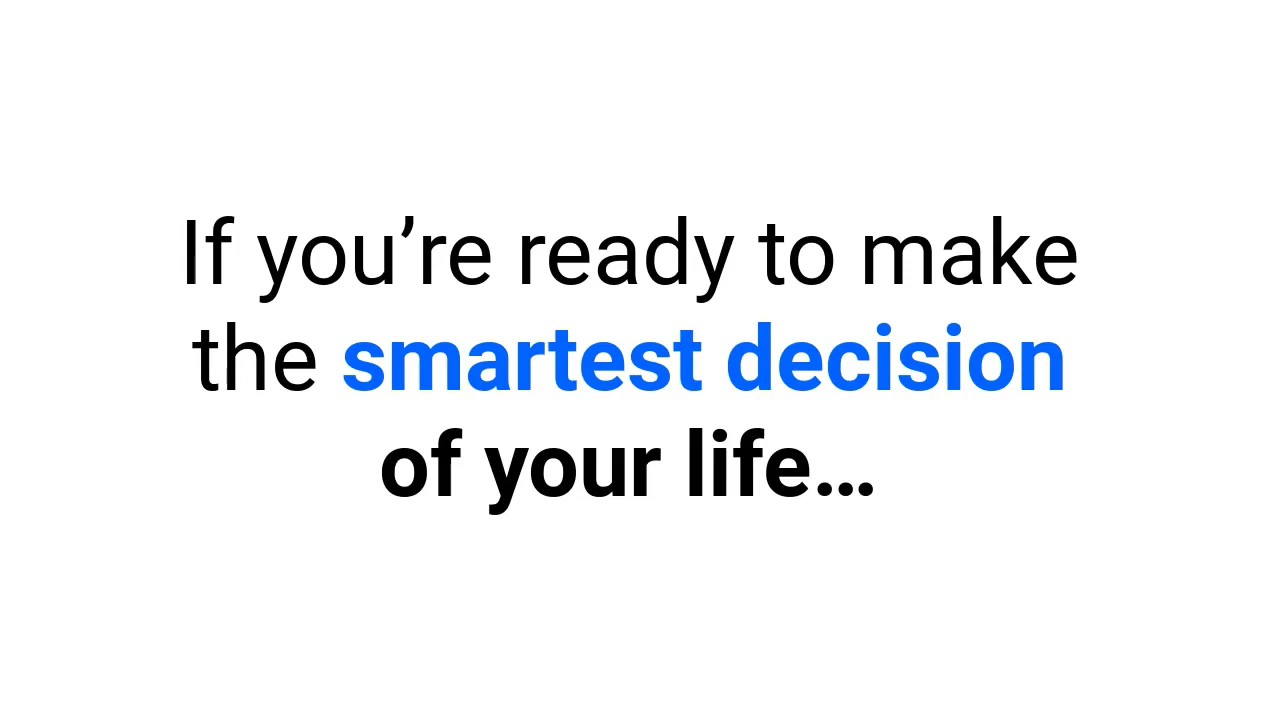 If you’re ready to make
the smartest decision
of your life…